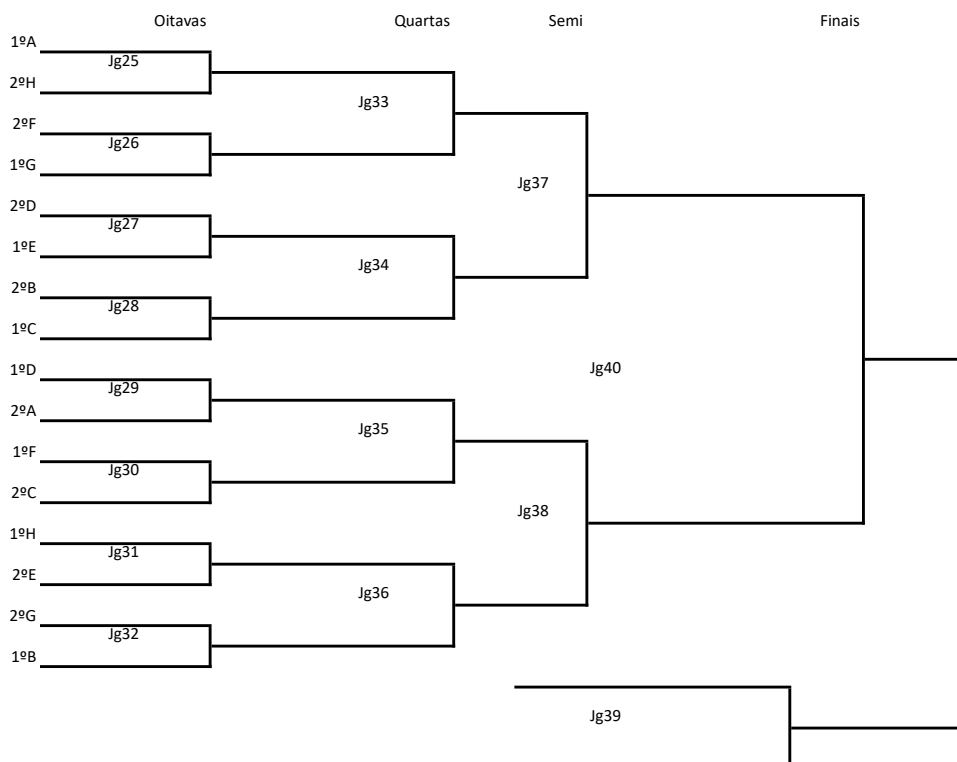 Oitavas Quartas Semi Finais
1ºA
Jg25
2ºH
Jg33
2ºF
Jg26
1ºG
Jg37
2ºD
Jg27
1ºE
Jg34
2ºB
Jg28
1ºC
Jg40
1ºD
Jg29
2ºA
Jg35
1ºF
Jg30
2ºC
Jg38
1ºH
Jg31
2ºE
Jg36
2ºG
Jg32
1ºB
Jg39